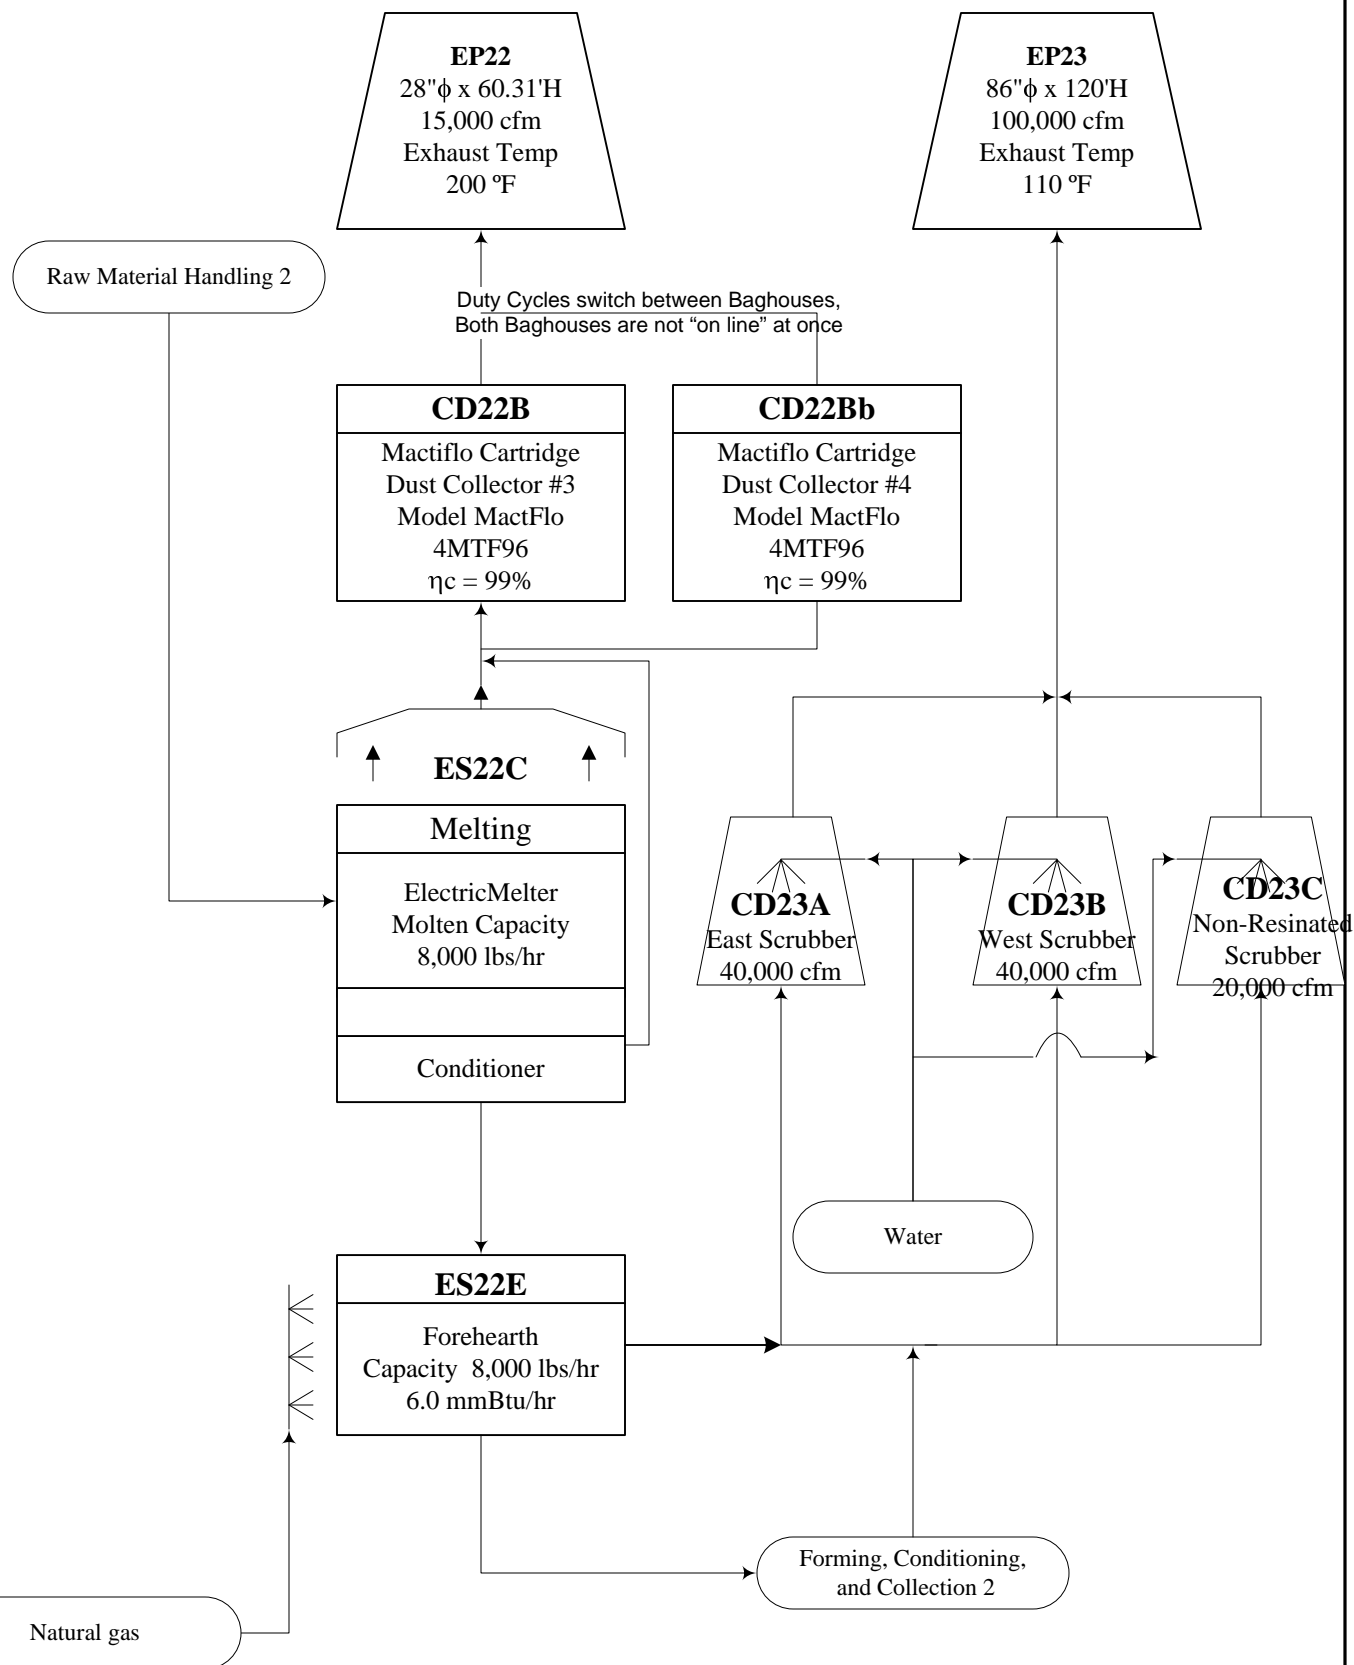 EP22
28"ϕ x 60.31'H
15,000 cfm
Exhaust Temp
200 ºF
EP23
86"ϕ x 120'H
100,000 cfm
Exhaust Temp
110 ºF
Raw Material Handling 2
Duty Cycles switch between Baghouses,
Both Baghouses are not “on line” at once
CD22B
Mactiflo Cartridge
Dust Collector #3
Model MactFlo
4MTF96
ηc = 99%
CD22Bb
Mactiflo Cartridge
Dust Collector #4
Model MactFlo
4MTF96
ηc = 99%
ES22C
Melting
ElectricMelter
Molten Capacity
8,000 lbs/hr
Conditioner
CD23A
East Scrubber
40,000 cfm
CD23B
West Scrubber
40,000 cfm
CD23C
Non-Resinated
Scrubber
20,000 cfm
Water
ES22E
Forehearth
Capacity 8,000 lbs/hr
6.0 mmBtu/hr
Forming, Conditioning,
and Collection 2
Natural gas